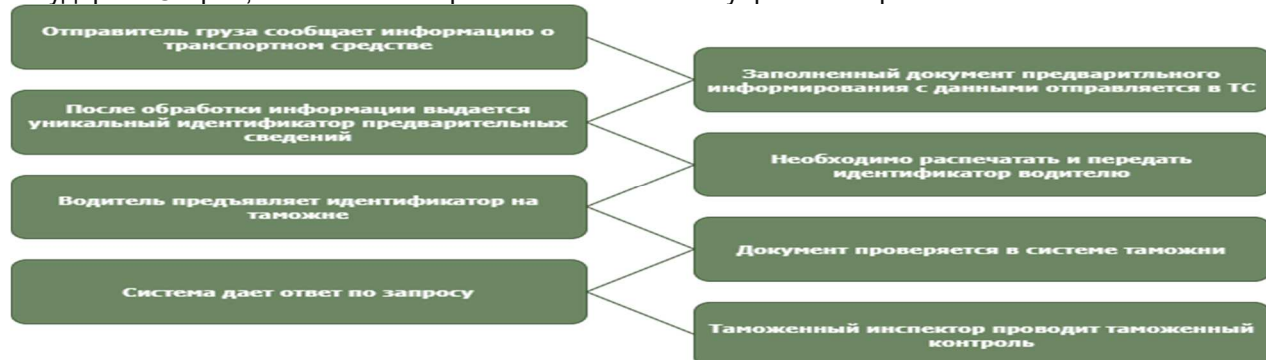 Отправитель груза сообщает информацию о
транспортном средстве
Заполненный документ предваритльного
информирования с данными отправляется в ТС
После обработки информации выдается
уникальный идентификатор предварительных
сведений
Необходимо распечатать и передать
идентификатор водителю
Водитель предъявляет идентификатор на
таможне
Документ проверяется в системе таможни
Система дает ответ по запросу
Таможенный инспектор проводит таможенный
контроль